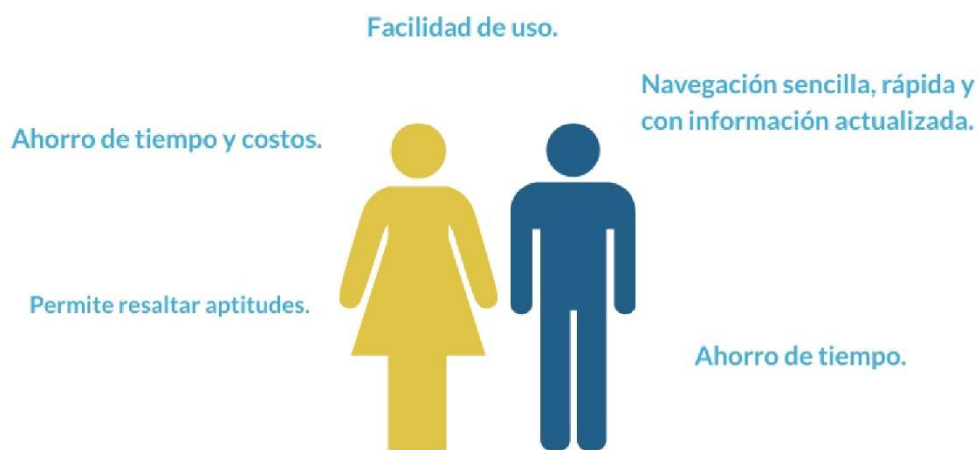 Facilidad de uso.
Navegación sencilla, rápida y
con información actualizada.
Ahorro de tiempo y costos.
Permite resaltar aptitudes.
Ahorro de tiempo.